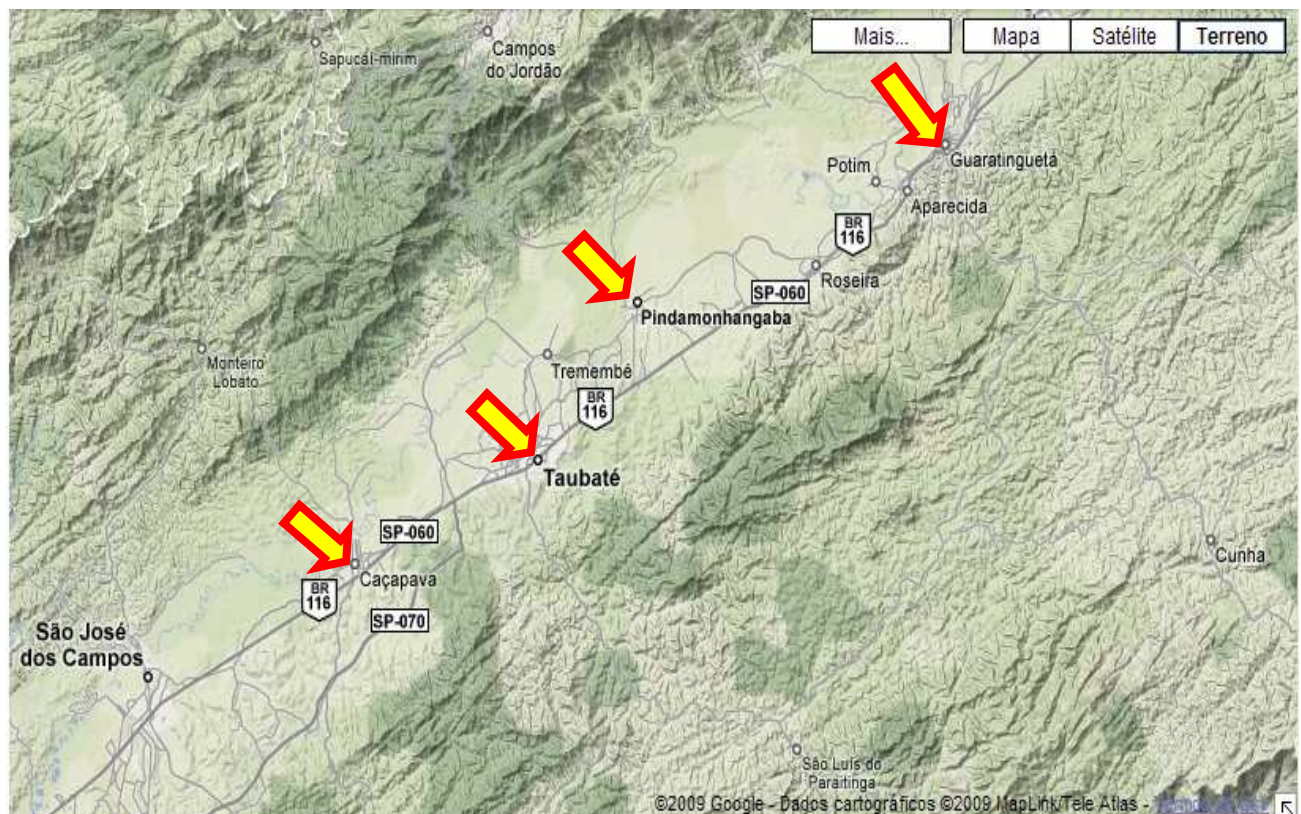 Mais...
Mapa
Satélite
Terreno
Sapucaí-mirim
Campos
do Jordão
Guaratinguetá
Potim
Aparecida
BR
116
Roseira
SP-060
Pindamonhangaba
Monteiro
Lobato
Tremembé
BR
116
Taubaté
SP-060
Cunha
Caçapava
BR
116
SP-070
São José
dos Campos
São Luís do
Paraitinga
©2009 Google - Dados cartográficos ©2009 MapLink/Tele Atlas -